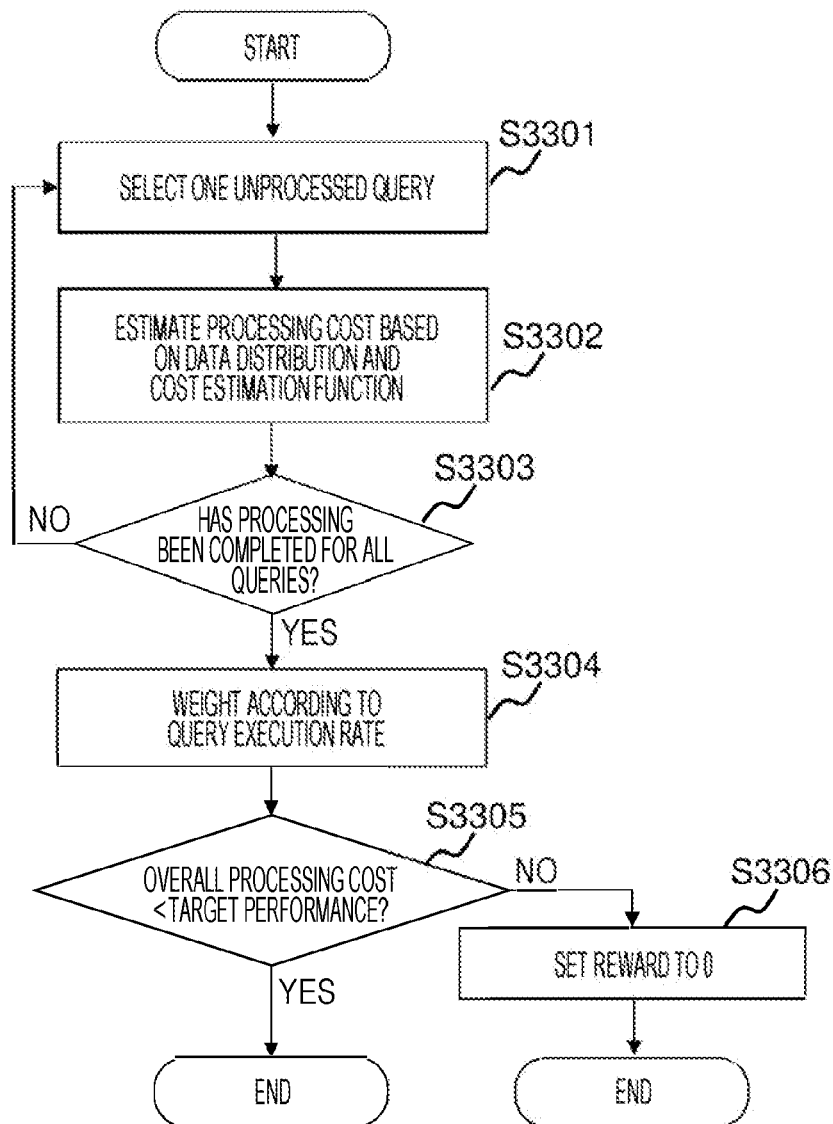 START
S3301
SELECT ONE UNPROCESSED QUERY
ESTIMATE PROCESSING COST BASED
ON DATA DISTRIBUTION AND
COST ESTIMATION FUNCTION
S3302
S3303
NO
HAS PROCESSING
BEEN COMPLETED FOR ALL
QUERIES?
YES
S3304
WEIGHT ACCORDING TO
QUERY EXECUTION RATE
S3305
OVERALL PROCESSING COST
<TARGET PERFORMANCE?
NO
S3306
SET REWARD TO 0
YES
END
END